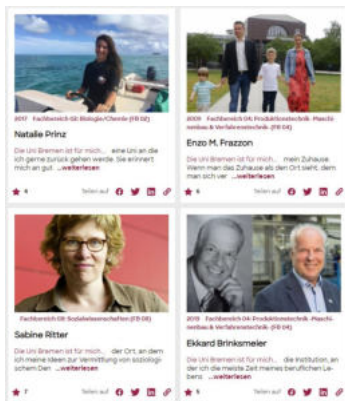 2017 Fachbereich 02: Biologie/Chemie (FB 02)
Natalie Prinz
Die Uni Bremen ist für mich... eine Uni an die
ich gerne zurück gehen werde. Sie erinnert
mich an gut ...weiterlesen
4 Teilen auf
2009 Fachbereich 04: Produktionstechnik -Maschi-
nenbau & Verfahrenstechnik- (FB 04)
Enzo M. Frazzon
Die Uni Bremen ist für mich... mein Zuhause.
Wenn man das Zuhause als den Ort sieht, dem
man sich ver ...weiterlesen
6 Teilen auf
Fachbereich 08: Sozialwissenschaften (FB 08)
Sabine Ritter
Die Uni Bremen ist für mich... der Ort, an dem
ich meine Ideen zur Vermittlung von soziologi-
schem Den ...weiterlesen
7 Teilen auf
2019 Fachbereich 04: Produktionstechnik -Maschi-
nenbau & Verfahrenstechnik- (FB 04)
Ekkard Brinksmeier
Die Uni Bremen ist für mich... die Institution, an
der ich die meiste Zeit meines beruflichen Le-
bens ...weiterlesen
5 Teilen auf